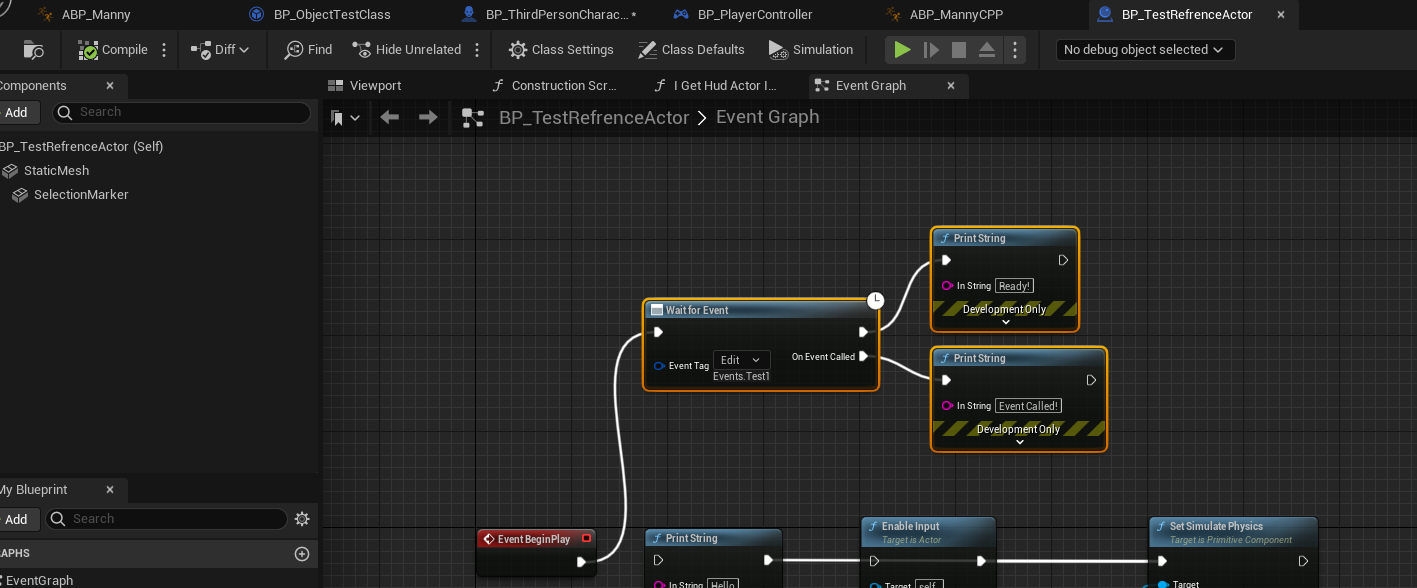 ABP_Manny
BP_ObjectTestClass
BP_ThirdPersonCharac...*
BP_PlayerController
ABP_MannyCPP
BP_TestRefrenceActor
Compile
Diff
Find
Hide Unrelated
Class Settings
Class Defaults
Simulation
No debug object selected
Components
Viewport
Construction Scr...
I Get Hud Actor I...
Event Graph
Add
Search
BP_TestRefrenceActor > Event Graph
BP_TestRefrenceActor (Self)
StaticMesh
SelectionMarker
Print String
In String Ready!
Development Only
Wait for Event
Event Tag Edit
Events.Test1
On Event Called
Print String
In String Event Called!
Development Only
My Blueprint
Add
Search
APHS
EventGraph
Event BeginPlay
Print String
In String Hello
Enable Input
Target is Actor
Target self
Set Simulate Physics
Target is Primitive Component
Target